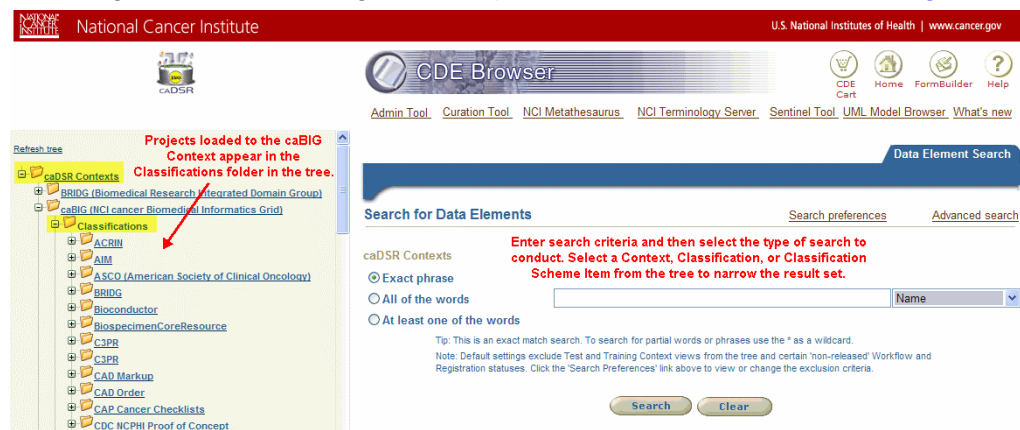 NATIONAL
CANCER
INSTITUTE
National Cancer Institute
U.S. National Institutes of Health | www.cancer.gov
caDSR
CDE Browser
CDE
Cart
Home
FormBuilder
Help
Admin Tool Curation Tool NCI Metathesaurus NCI Terminology Server Sentinel Tool UML Model Browser What's new
Refresh tree
Projects loaded to the caBIG
Context appear in the
Classifications folder in the tree.
caDSR Contexts
BRIDG (Biomedical Research Integrated Domain Group)
caBIG (NCI cancer Biomedical Informatics Grid)
Classifications
ACRIN
AIM
ASCO (American Society of Clinical Oncology)
BRIDG
Bioconductor
BiospecimenCoreResource
C3PR
C3PR
CAD Markup
CAD Order
CAP Cancer Checklists
CDC NCPHI Proof of Concept
Data Element Search
Search for Data Elements
Search preferences
Advanced search
Enter search criteria and then select the type of search to
conduct. Select a Context, Classification, or Classification
Scheme Item from the tree to narrow the result set.
caDSR Contexts
Exact phrase
All of the words
Name
At least one of the words
Tip: This is an exact match search. To search for partial words or phrases use the * as a wildcard.
Note: Default settings exclude Test and Training Context views from the tree and certain 'non-released' Workflow and
Registration statuses. Click the 'Search Preferences' link above to view or change the exclusion criteria.
Search
Clear